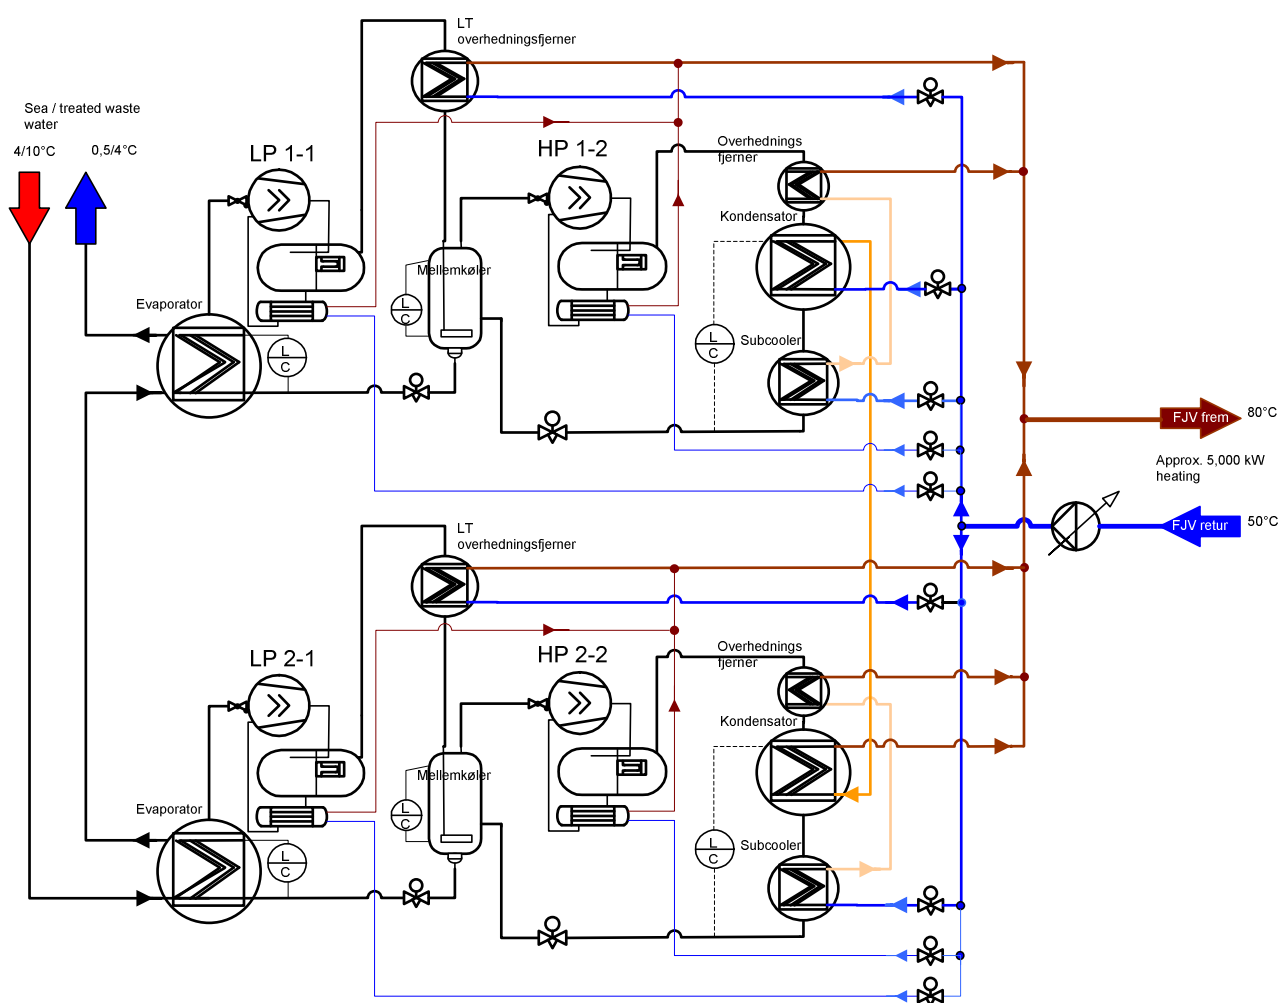 LT
overhedningsfjerner
Sea / treated waste
water
4/10°C
0,5/4°C
LP 1-1
HP 1-2
Overhednings
fjerner
Kondensator
Mellemkøler
Evaporator
L
C
L
C
L
C
Subcooler
FJV frem
80°C
Approx. 5,000 kW
heating
FJV retur
50°C
LT
overhedningsfjerner
LP 2-1
HP 2-2
Overhednings
fjerner
Kondensator
Mellemkøler
Evaporator
L
C
L
C
L
C
Subcooler